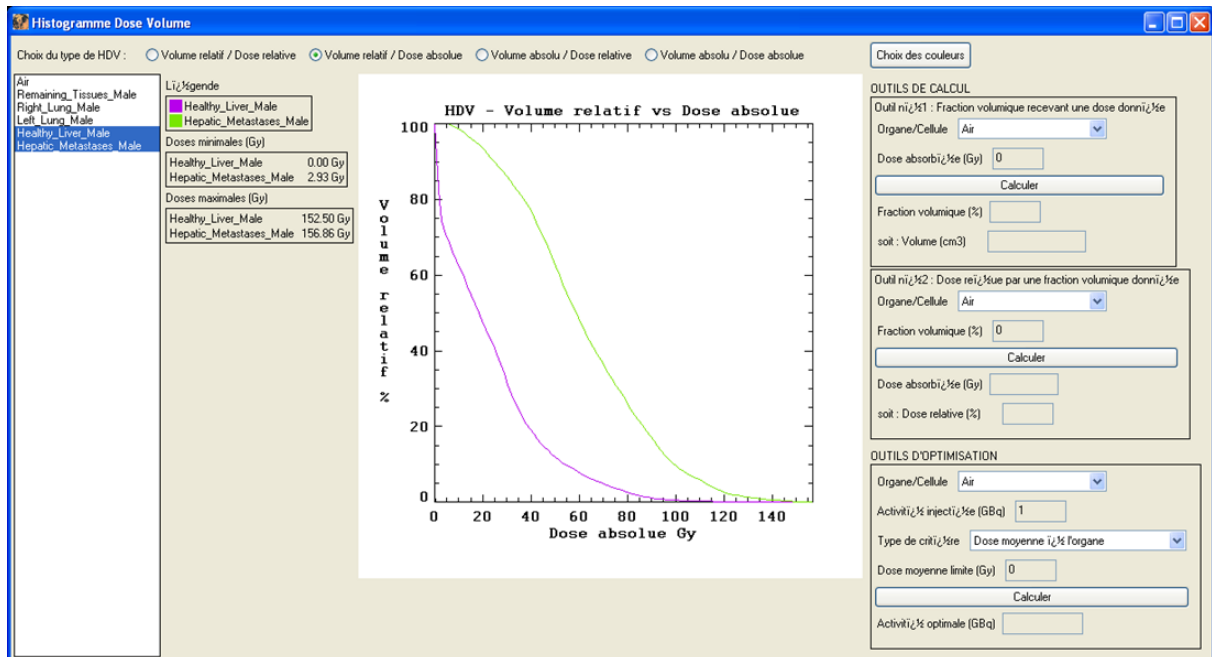 Histogramme Dose Volume
Choix du type de HDV :
Volume relatif / Dose relative
Volume relatif / Dose absolue
Volume absolu / Dose relative
Volume absolu / Dose absolue
Choix des couleurs
Air
Remaining_Tissues_Male
Right_Lung_Male
Left_Lung_Male
Healthy_Liver_Male
Hepatic_Metastases_Male
Lï¿½gende
Healthy_Liver_Male
Hepatic_Metastases_Male
Doses minimales (Gy)
Healthy_Liver_Male 0.00 Gy
Hepatic_Metastases_Male 2.93 Gy
Doses maximales (Gy)
Healthy_Liver_Male 152.50 Gy
Hepatic_Metastases_Male 156.86 Gy
HDV - Volume relatif vs Dose absolue
Volume relatif %
100
80
60
40
20
0
0 20 40 60 80 100 120 140
Dose absolue Gy
OUTILS DE CALCUL
Outil nï¿½1 : Fraction volumique recevant une dose donnï¿½e
Organe/Cellule Air
Dose absorbï¿½e (Gy) 0
Calculer
Fraction volumique (%)
soit : Volume (cm3)
Outil nï¿½2 : Dose reï¿½ue par une fraction volumique donnï¿½e
Organe/Cellule Air
Fraction volumique (%) 0
Calculer
Dose absorbï¿½e (Gy)
soit : Dose relative (%)
OUTILS D'OPTIMISATION
Organe/Cellule Air
Activitï¿½ injectï¿½e (GBq) 1
Type de critï¿½re Dose moyenne ï¿½ l'organe
Dose moyenne limite (Gy) 0
Calculer
Activitï¿½ optimale (GBq)